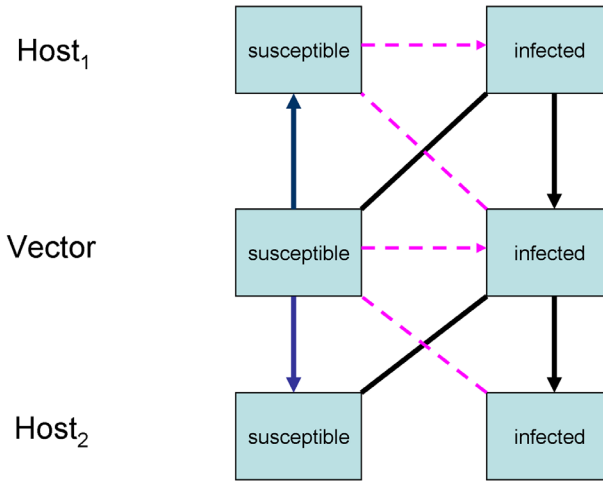 Host₁ susceptible infected
Vector susceptible infected
Host₂ susceptible infected